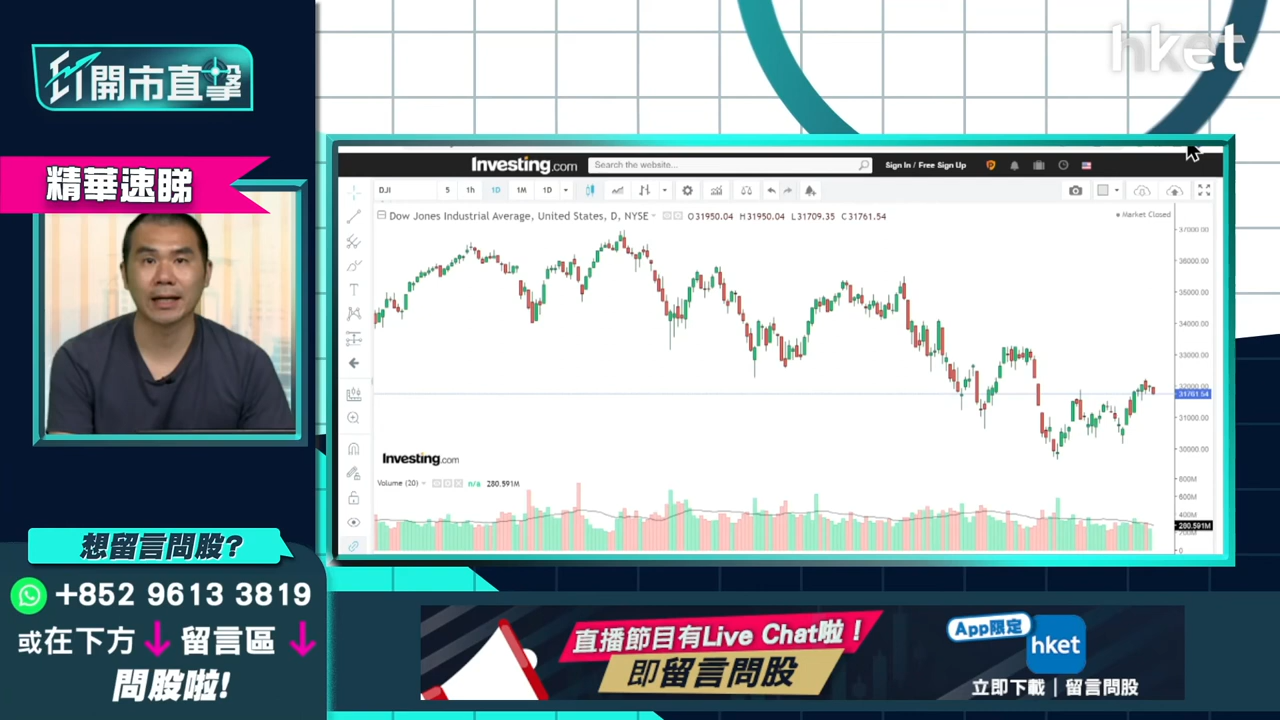 hket
ET開市直擊
精華速睇
Investing.com
Search the website...
Sign In / Free Sign Up
DJI
5
1h
1D
1M
1D
Dow Jones Industrial Average, United States, D, NYSE
O31950.04 H31950.04 L31709.35 C31761.54
Market Closed
37000.00
36000.00
35000.00
34000.00
33000.00
32000.00
31761.54
31000.00
30000.00
Investing.com
Volume (20)
n/a
280.591M
800M
600M
400M
280.591M
200M
0
想留言問股?
+852 9613 3819
或在下方
留言區
問股啦!
直播節目有Live Chat啦!
即留言問股
App限定
hket
立即下載|留言問股